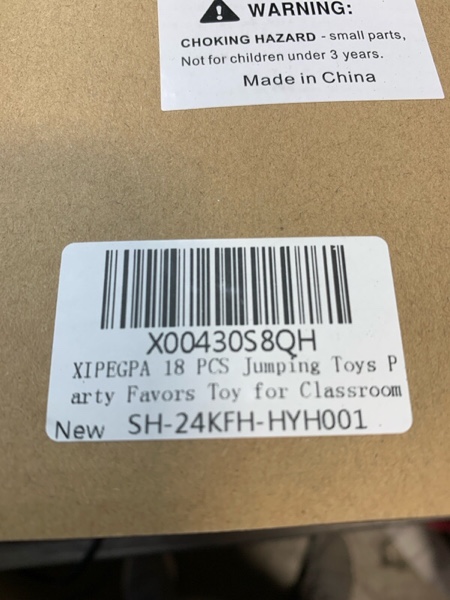 WARNING:
CHOKING HAZARD - small parts,
Not for children under 3 years.
Made in China
X00430S8QH
XIPEGPA 18 PCS Jumping Toys P
arty Favors Toy for Classroom
New SH-24KFH-HYH001